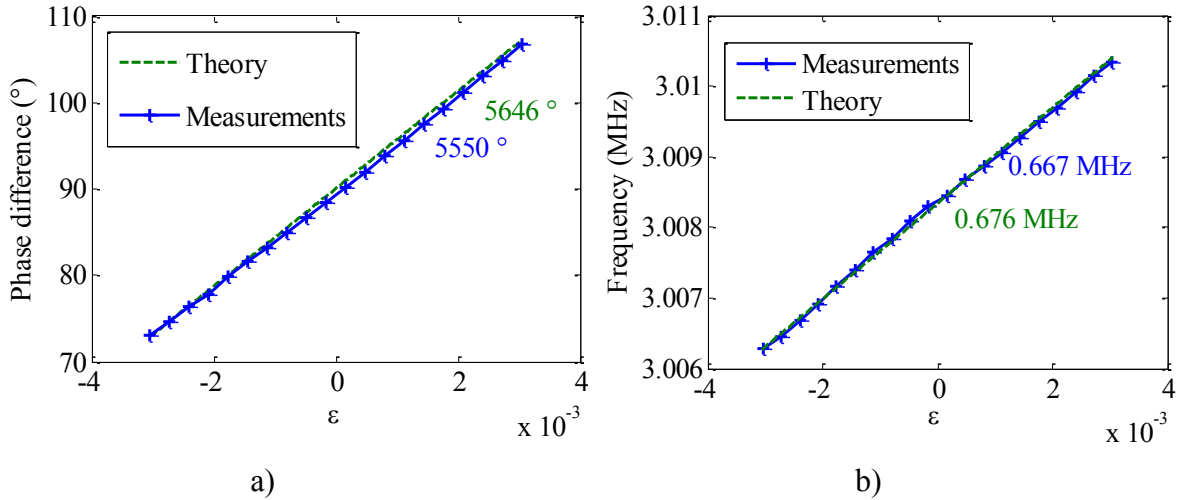 110
100
90
80
70
Phase difference (°)
Theory
Measurements
5646 °
5550 °
-4
-2
0
2
4
ε
x 10⁻³
a)
3.011
3.01
3.009
3.008
3.007
3.006
Frequency (MHz)
Measurements
Theory
0.667 MHz
0.676 MHz
-4
-2
0
2
4
ε
x 10⁻³
b)